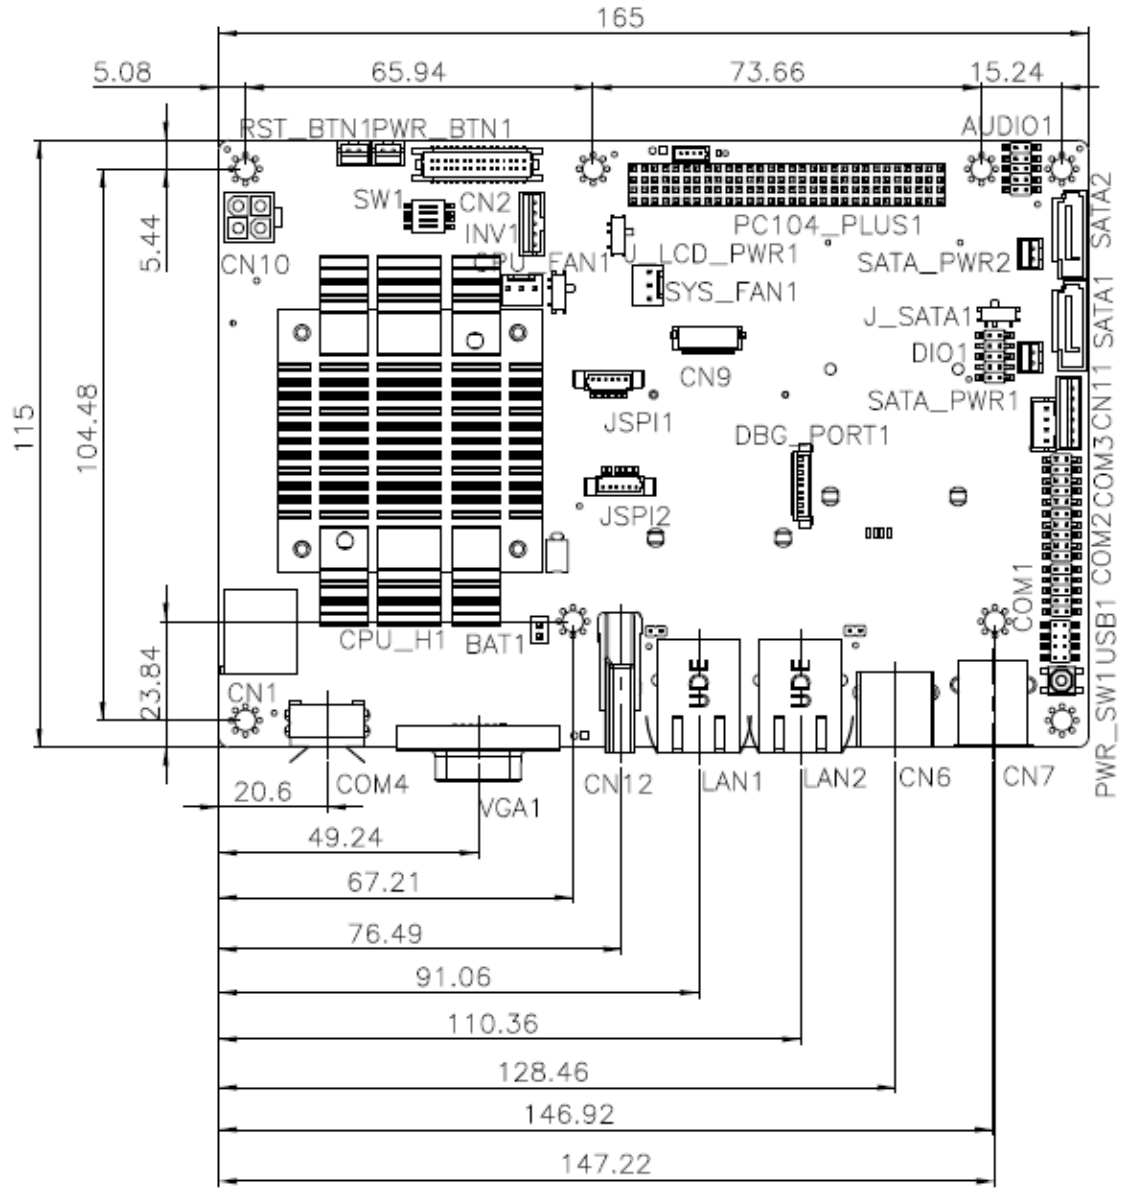 165
5.08
65.94
73.66
15.24
RST_BTN1
PWR_BTN1
AUDIO1
SW1
CN2
INV1
PC104_PLUS1
SATA2
5.44
CN10
CPU_FAN1
J_LCD_PWR1
SATA_PWR2
SYS_FAN1
J_SATA1
SATA1
DIO1
CN9
SATA_PWR1
CN11
115
104.48
JSPI1
DBG_PORT1
COM3
JSPI2
COM2
COM1
CPU_H1
BAT1
UDE
UDE
USB1
23.84
CN1
PWR_SW1
COM4
VGA1
CN12
LAN1
LAN2
CN6
CN7
20.6
49.24
67.21
76.49
91.06
110.36
128.46
146.92
147.22